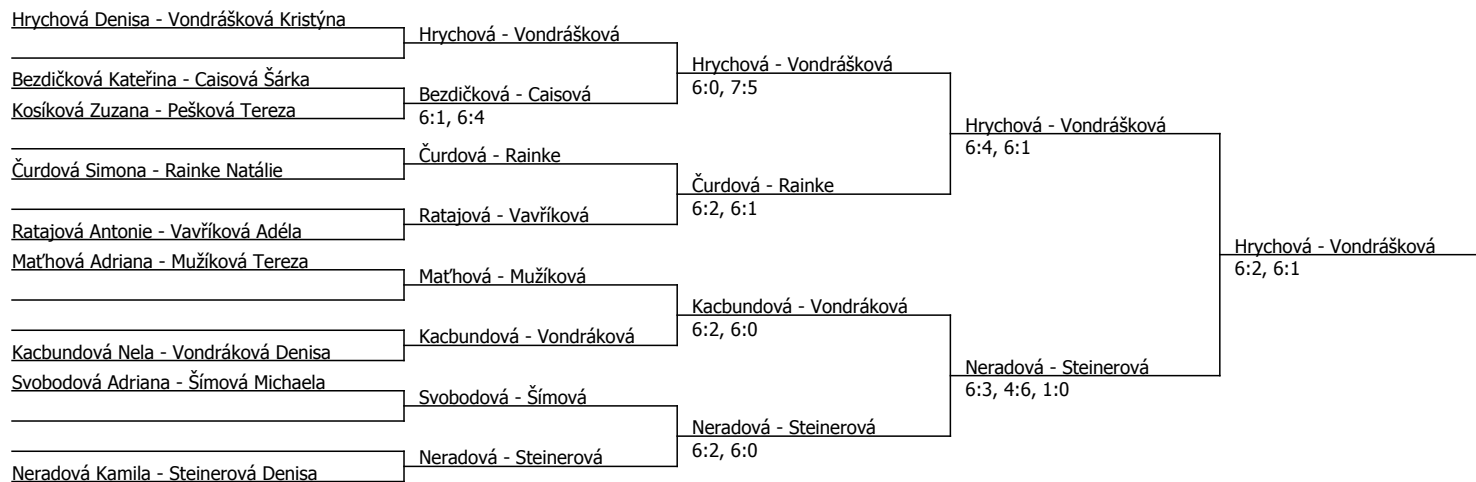 Hrychová Denisa - Vondrášková Kristýna
Bezdičková Kateřina - Caisová Šárka
Kosíková Zuzana - Pešková Tereza
Čurdová Simona - Rainke Natálie
Ratajová Antonie - Vavříková Adéla
Maťhová Adriana - Mužíková Tereza
Kacbundová Nela - Vondráková Denisa
Svobodová Adriana - Šímová Michaela
Neradová Kamila - Steinerová Denisa
Hrychová - Vondrášková
Bezdičková - Caisová
6:1, 6:4
Čurdová - Rainke
Ratajová - Vavříková
Maťhová - Mužíková
Kacbundová - Vondráková
Svobodová - Šímová
Neradová - Steinerová
Hrychová - Vondrášková
6:0, 7:5
Čurdová - Rainke
6:2, 6:1
Kacbundová - Vondráková
6:2, 6:0
Neradová - Steinerová
6:2, 6:0
Hrychová - Vondrášková
6:4, 6:1
Neradová - Steinerová
6:3, 4:6, 1:0
Hrychová - Vondrášková
6:2, 6:1